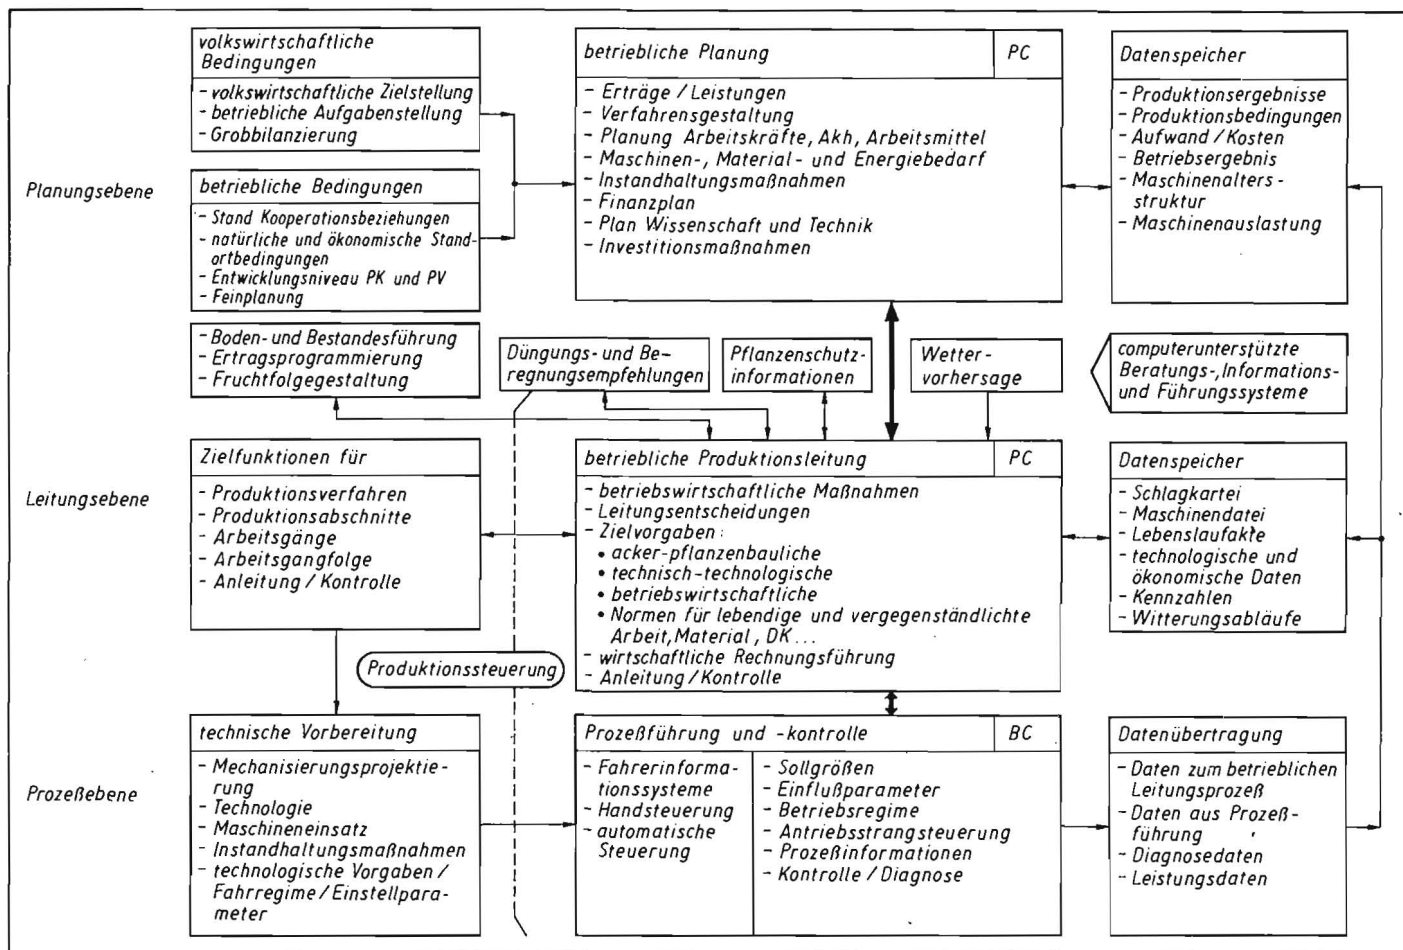 Planungsebene
volkswirtschaftliche
Bedingungen
- volkswirtschaftliche Zielstellung
- betriebliche Aufgabenstellung
- Grobbilanzierung
betriebliche Bedingungen
- Stand Kooperationsbeziehungen
- natürliche und ökonomische Stand-
ortbedingungen
- Entwicklungsniveau PK und PV
- Feinplanung
betriebliche Planung
PC
- Erträge / Leistungen
- Verfahrensgestaltung
- Planung Arbeitskräfte, Akh, Arbeitsmittel
- Maschinen-, Material- und Energiebedarf
- Instandhaltungsmaßnahmen
- Finanzplan
- Plan Wissenschaft und Technik
- Investitionsmaßnahmen
Datenspeicher
- Produktionsergebnisse
- Produktionsbedingungen
- Aufwand / Kosten
- Betriebsergebnis
- Maschinenalters-
struktur
- Maschinenauslastung
- Boden- und Bestandesführung
- Ertragsprogrammierung
- Fruchtfolgegestaltung
Düngungs- und Be-
regnungsempfehlungen
Pflanzenschutz-
informationen
Wetter-
vorhersage
computerunterstützte
Beratungs-, Informations-
und Führungssysteme
Leitungsebene
Zielfunktionen für
- Produktionsverfahren
- Produktionsabschnitte
- Arbeitsgänge
- Arbeitsgangfolge
- Anleitung / Kontrolle
betriebliche Produktionsleitung
PC
- betriebswirtschaftliche Maßnahmen
- Leitungsentscheidungen
- Zielvorgaben:
• acker-pflanzenbauliche
• technisch-technologische
• betriebswirtschaftliche
• Normen für lebendige und vergegenständlichte
Arbeit, Material, DK...
- wirtschaftliche Rechnungsführung
- Anleitung / Kontrolle
Datenspeicher
- Schlagkartei
- Maschinendatei
- Lebenslaufakte
- technologische und
ökonomische Daten
- Kennzahlen
- Witterungsabläufe
Produktionssteuerung
Prozeßebene
technische Vorbereitung
- Mechanisierungsprojektie-
rung
- Technologie
- Maschineneinsatz
- Instandhaltungsmaßnahmen
- technologische Vorgaben /
Fahrregime / Einstellpara-
meter
Prozeßführung und -kontrolle
BC
- Fahrerinforma-
tionssysteme
- Handsteuerung
- automatische
Steuerung
- Sollgrößen
- Einflußparameter
- Betriebsregime
- Antriebsstrangsteuerung
- Prozeßinformationen
- Kontrolle / Diagnose
Datenübertragung
- Daten zum betrieblichen
Leitungsprozeß
- Daten aus Prozeß-
führung
- Diagnosedaten
- Leistungsdaten